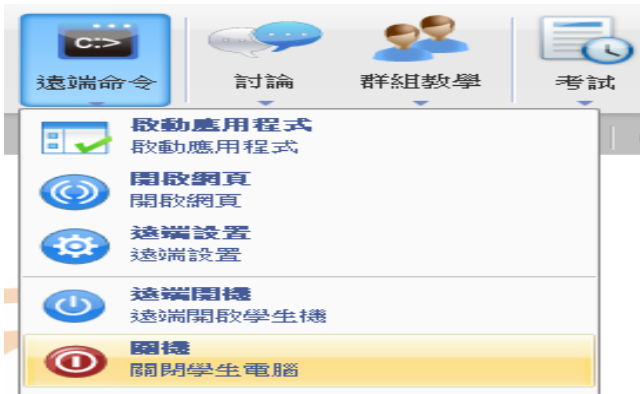 C:>
遠端命令
討論
群組教學
考試
啟動應用程式
啟動應用程式
開啟網頁
開啟網頁
遠端設置
遠端設置
遠端開機
遠端開啟學生機
關機
關閉學生電腦